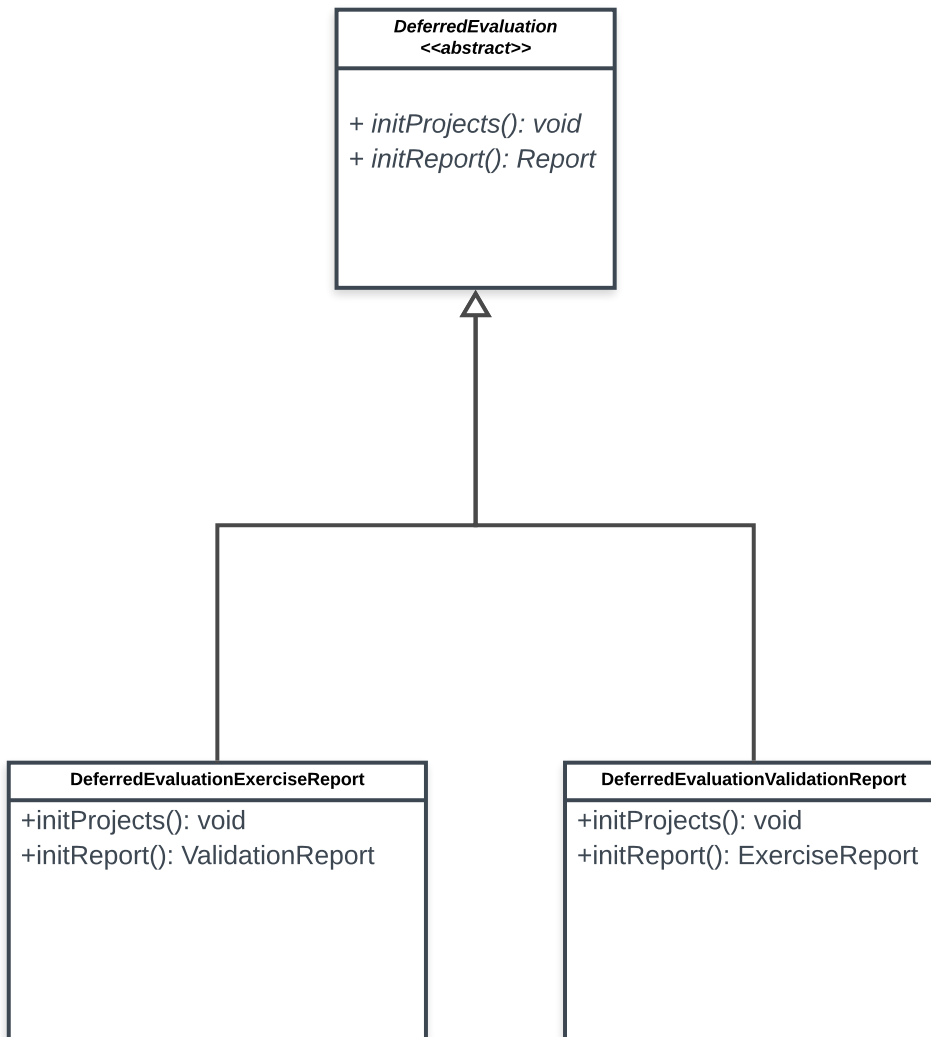 DeferredEvaluation
<<abstract>>
+ initProjects(): void
+ initReport(): Report
DeferredEvaluationExerciseReport
+initProjects(): void
+initReport(): ValidationReport
DeferredEvaluationValidationReport
+initProjects(): void
+initReport(): ExerciseReport